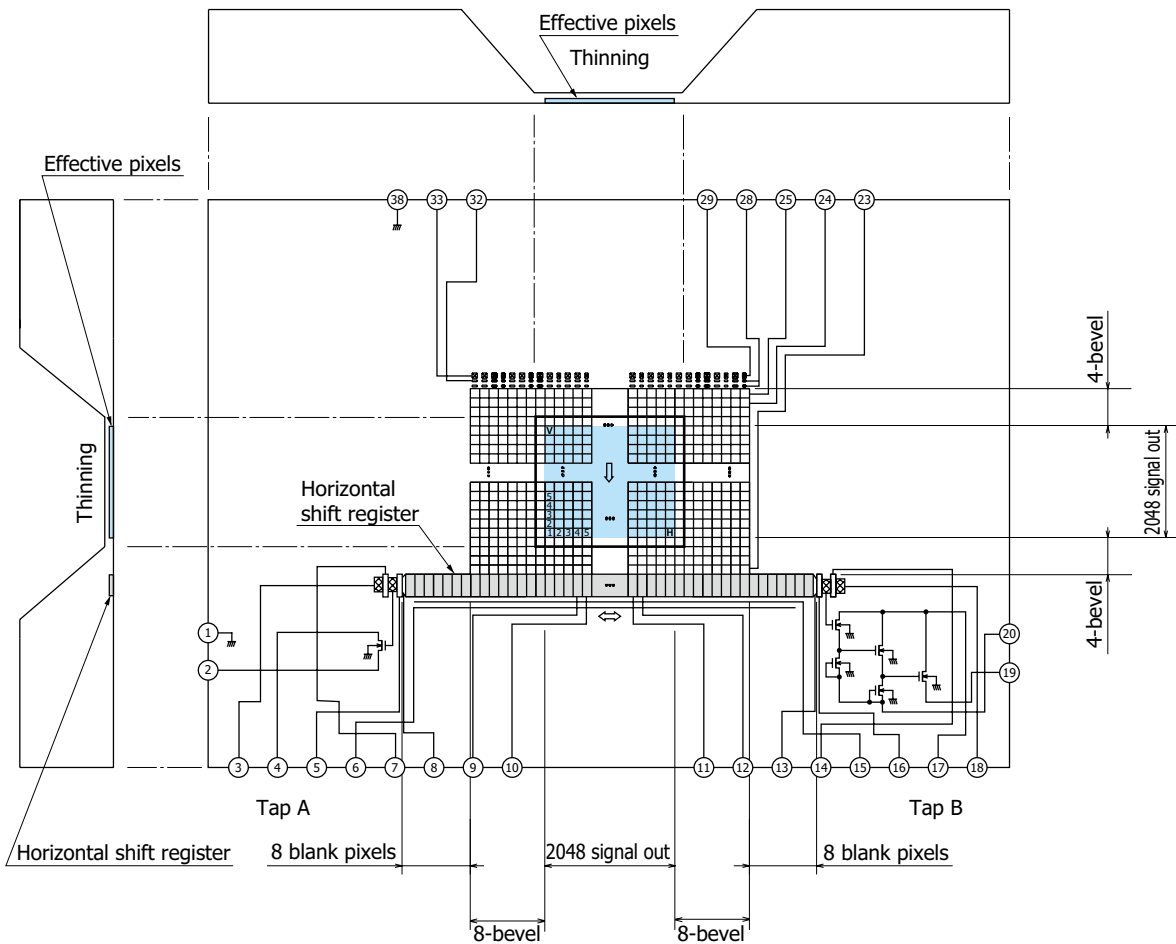 Effective pixels
Thinning
Effective pixels
38
33
32
29
28
25
24
23
4-bevel
V
Thinning
2048 signal out
Horizontal
shift register
5
4
3
2
1 2 3 4 5
H
4-bevel
1
2
20
19
3
4
5
6
7
8
9
10
11
12
13
14
15
16
17
18
Tap A
Tap B
Horizontal shift register
8 blank pixels
2048 signal out
8 blank pixels
8-bevel
8-bevel